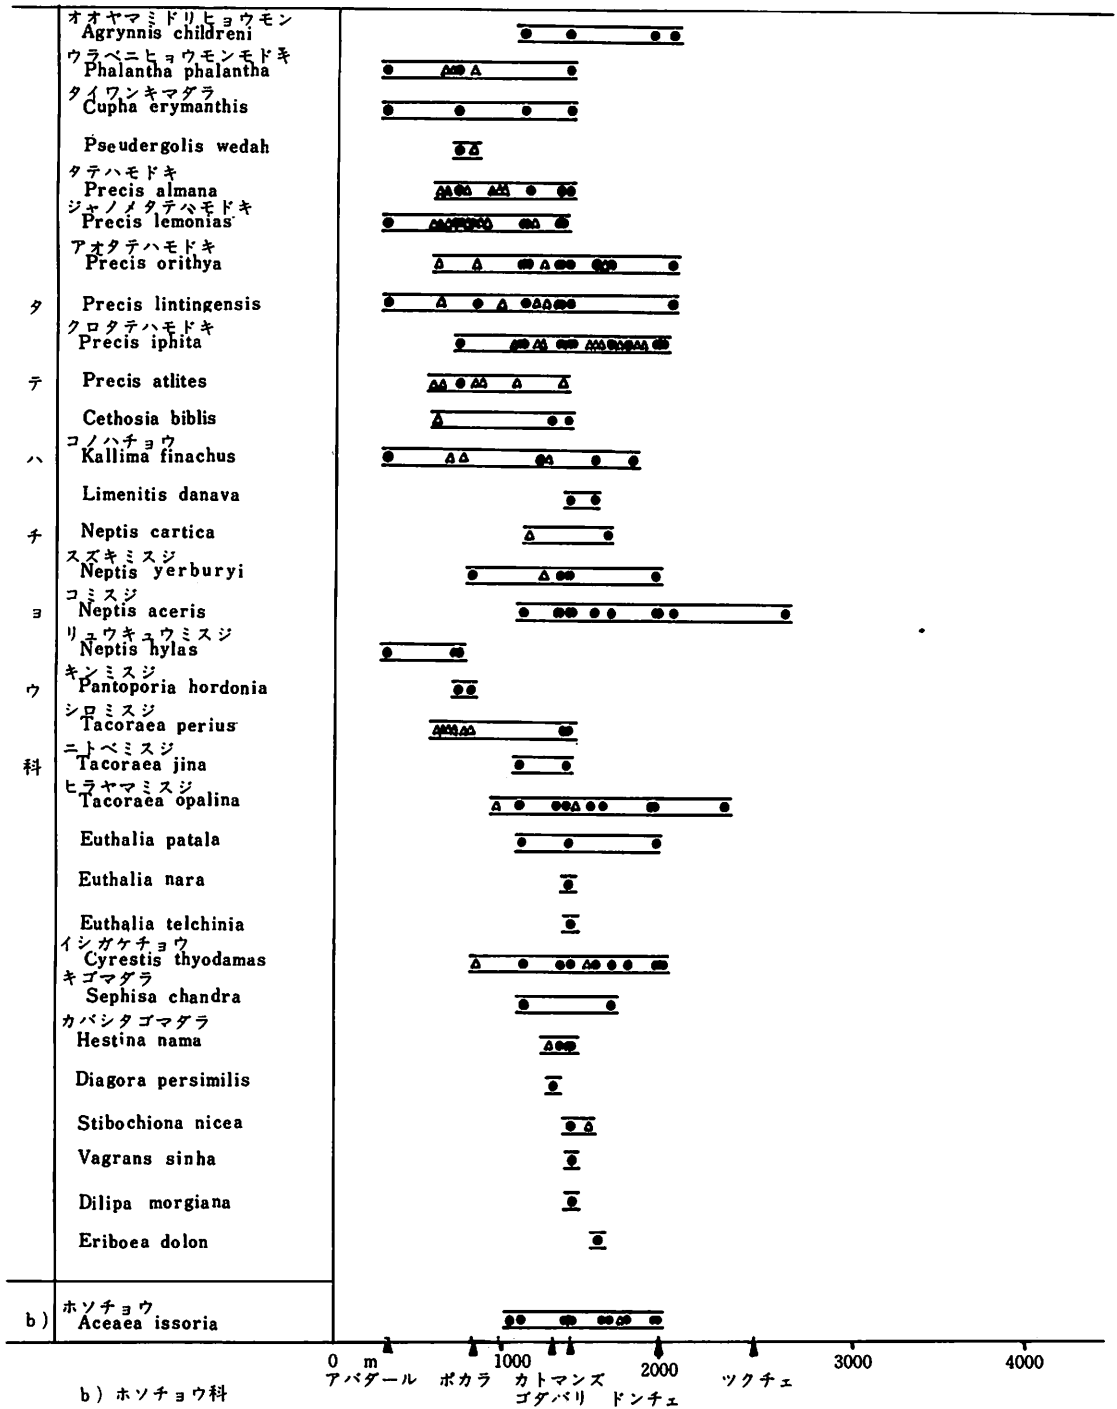 オオヤマミドリヒョウモン
Agrynnis childreni
ウラベニヒョウモンモドキ
Phalantha phalantha
タイワンキマダラ
Cupha erymanthis
Pseudergolis wedah
タテハモドキ
Precis almana
ジャノメタテハモドキ
Precis lemonias
アオタテハモドキ
Precis orithya
タ Precis lintingensis
クロタテハモドキ
Precis iphita
テ Precis atlites
Cethosia biblis
コノハチョウ
ハ Kallima finachus
Limenitis danava
チ Neptis cartica
スズキミスジ
Neptis yerburyi
コミスジ
ョ Neptis aceris
リュウキュウミスジ
Neptis hylas
キンミスジ
ウ Pantoporia hordonia
シロミスジ
Tacoraea perius
ニトベミスジ
科 Tacoraea jina
ヒラヤマミスジ
Tacoraea opalina
Euthalia patala
Euthalia nara
Euthalia telchinia
イシガケチョウ
Cyrestis thyodamas
キゴマダラ
Sephisa chandra
カバシタゴマダラ
Hestina nama
Diagora persimilis
Stibochiona nicea
Vagrans sinha
Dilipa morgiana
Eriboea dolon
ホソチョウ
b) Aceaea issoria
0 m 1000 2000 3000 4000
アバダール ポカラ カトマンズ ツクチェ
ゴダバリ ドンチェ
b) ホソチョウ科